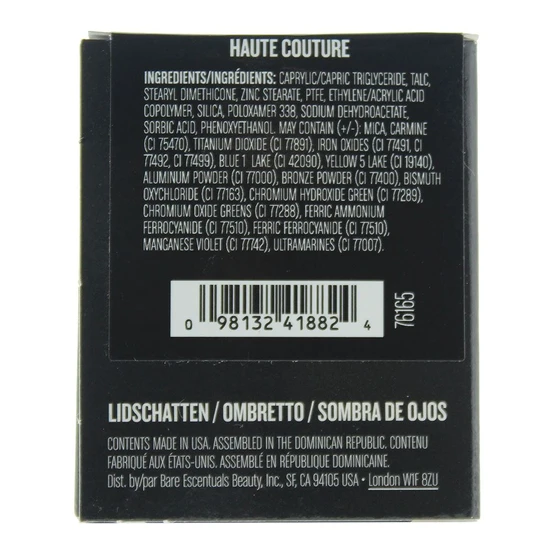 HAUTE COUTURE
INGREDIENTS/INGRÉDIENTS: CAPRYLIC/CAPRIC TRIGLYCERIDE, TALC,
STEARYL DIMETHICONE, ZINC STEARATE, PTFE, ETHYLENE/ACRYLIC ACID
COPOLYMER, SILICA, POLOXAMER 338, SODIUM DEHYDROACETATE,
SORBIC ACID, PHENOXYETHANOL. MAY CONTAIN (+/-): MICA, CARMINE
(CI 75470), TITANIUM DIOXIDE (CI 77891), IRON OXIDES (CI 77491, CI
77492, CI 77499), BLUE 1 LAKE (CI 42090), YELLOW 5 LAKE (CI 19140),
ALUMINUM POWDER (CI 77000), BRONZE POWDER (CI 77400), BISMUTH
OXYCHLORIDE (CI 77163), CHROMIUM HYDROXIDE GREEN (CI 77289),
CHROMIUM OXIDE GREENS (CI 77288), FERRIC AMMONIUM
FERROCYANIDE (CI 77510), FERRIC FERROCYANIDE (CI 77510),
MANGANESE VIOLET (CI 77742), ULTRAMARINES (CI 77007).
0 98132 41882 4
76165
LIDSCHATTEN / OMBRETTO / SOMBRA DE OJOS
CONTENTS MADE IN USA. ASSEMBLED IN THE DOMINICAN REPUBLIC. CONTENU
FABRIQUÉ AUX ÉTATS-UNIS. ASSEMBLÉ EN RÉPUBLIQUE DOMINICAINE.
Dist. by/par Bare Escentuals Beauty, Inc., SF, CA 94105 USA • London W1F 8ZU